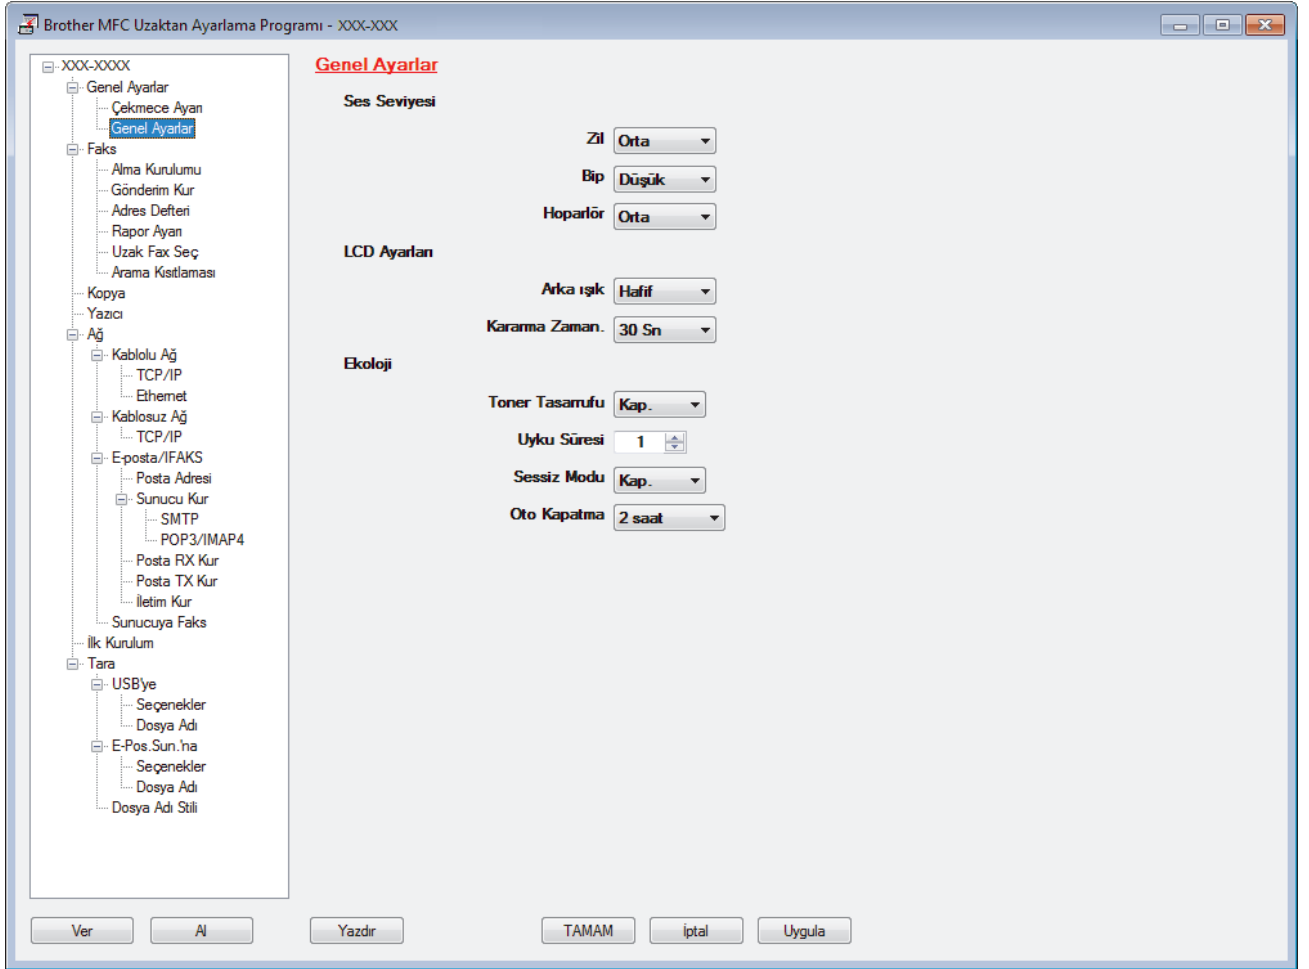 Brother MFC Uzaktan Ayarlama Programı - XXX-XXX
XXX-XXXX
Genel Ayarlar
Çekmece Ayarı
Genel Ayarlar
Faks
Alma Kurulumu
Gönderim Kur
Adres Defteri
Rapor Ayarı
Uzak Fax Seç
Arama Kısıtlaması
Kopya
Yazıcı
Ağ
Kablolu Ağ
TCP/IP
Ethernet
Kablosuz Ağ
TCP/IP
E-posta/IFAKS
Posta Adresi
Sunucu Kur
SMTP
POP3/IMAP4
Posta RX Kur
Posta TX Kur
İletim Kur
Sunucuya Faks
İlk Kurulum
Tara
USB'ye
Seçenekler
Dosya Adı
E-Pos.Sun.'na
Seçenekler
Dosya Adı
Dosya Adı Stili
Genel Ayarlar
Ses Seviyesi
Zil Orta
Bip Düşük
Hoparlör Orta
LCD Ayarları
Arka ışık Hafif
Kararma Zaman. 30 Sn
Ekoloji
Toner Tasarrufu Kap.
Uyku Süresi 1
Sessiz Modu Kap.
Oto Kapatma 2 saat
Ver Al Yazdır TAMAM İptal Uygula